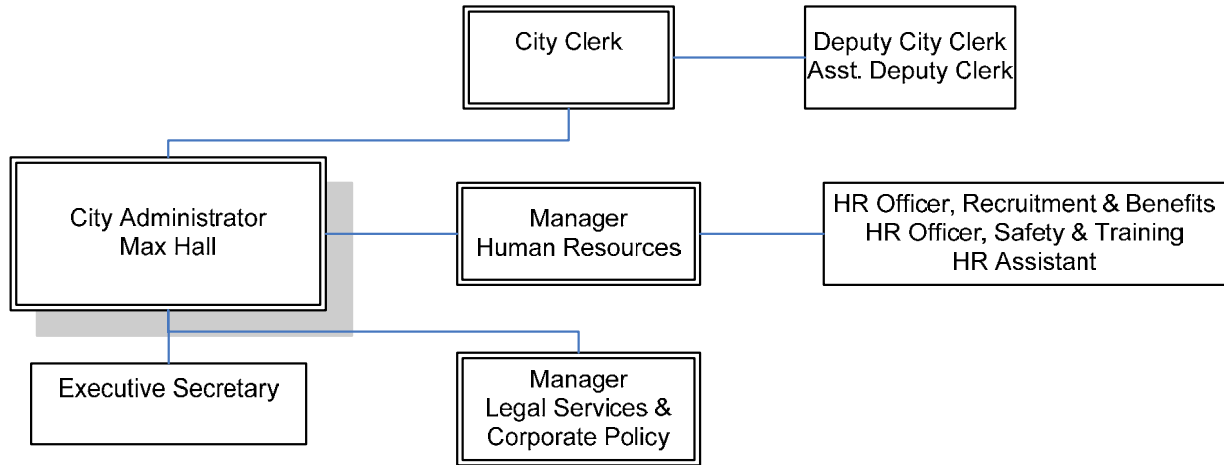 City Clerk
Deputy City Clerk
Asst. Deputy Clerk
City Administrator
Max Hall
Manager
Human Resources
HR Officer, Recruitment & Benefits
HR Officer, Safety & Training
HR Assistant
Executive Secretary
Manager
Legal Services &
Corporate Policy